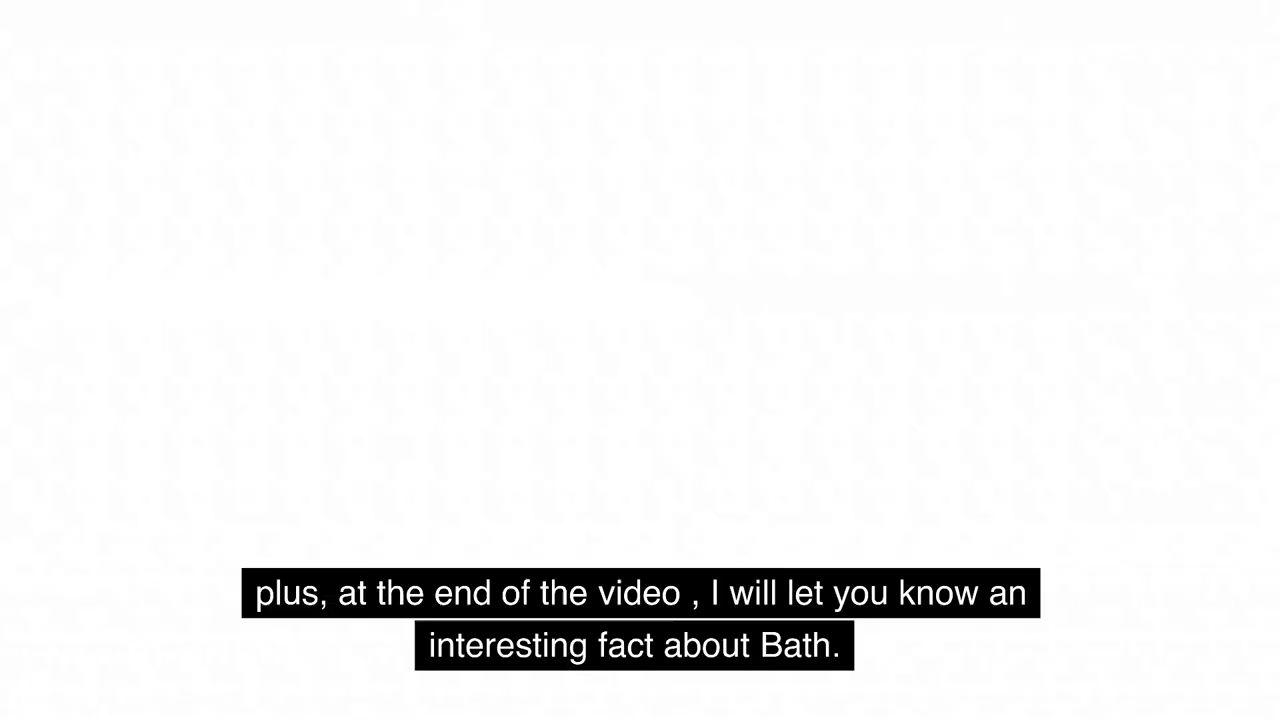 plus, at the end of the video , I will let you know an
interesting fact about Bath.